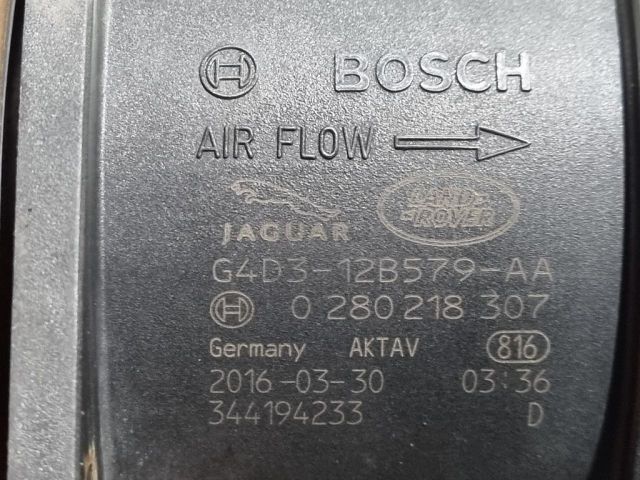 BOSCH
AIR FLOW
JAGUAR
LAND ROVER
G4D3-12B579-AA
0 280 218 307
Germany AKTAV 816
2016-03-30 03:36
344194233 D